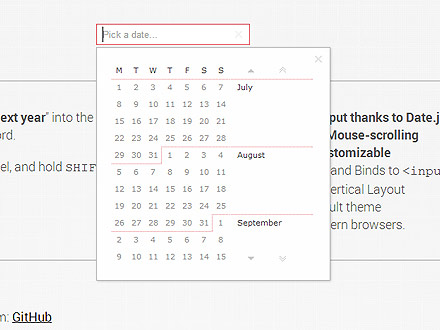 Pick a date...
M T W T F S S
1 2 3 4 5 6 7 July
8 9 10 11 12 13 14
15 16 17 18 19 20 21
22 23 24 25 26 27 28
29 30 31 1 2 3 4 August
5 6 7 8 9 10 11
12 13 14 15 16 17 18
19 20 21 22 23 24 25
26 27 28 29 30 31 1 September
2 3 4 5 6 7 8
9 10 11 12 13 14 15
ext year" into the
rd.
el, and hold SHIF
put thanks to Date.j
Mouse-scrolling
stomizable
and Binds to <inpu
ertical Layout
ult theme
ern browsers.
m: GitHub